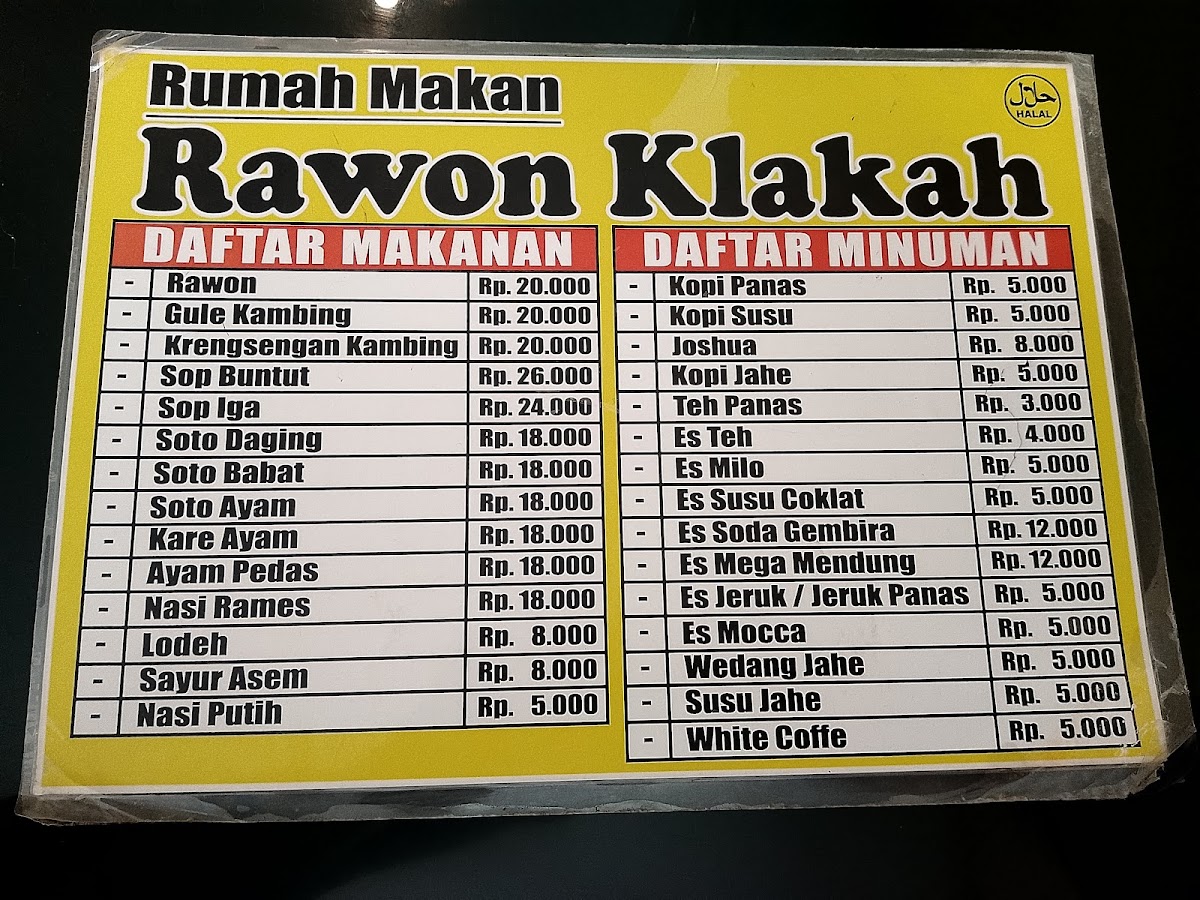 Rumah Makan
حلال
HALAL
Rawon Klakah
DAFTAR MAKANAN
- Rawon Rp. 20.000
- Gule Kambing Rp. 20.000
- Krengsengan Kambing Rp. 20.000
- Sop Buntut Rp. 26.000
- Sop Iga Rp. 24.000
- Soto Daging Rp. 18.000
- Soto Babat Rp. 18.000
- Soto Ayam Rp. 18.000
- Kare Ayam Rp. 18.000
- Ayam Pedas Rp. 18.000
- Nasi Rames Rp. 18.000
- Lodeh Rp. 8.000
- Sayur Asem Rp. 8.000
- Nasi Putih Rp. 5.000
DAFTAR MINUMAN
- Kopi Panas Rp. 5.000
- Kopi Susu Rp. 5.000
- Joshua Rp. 8.000
- Kopi Jahe Rp. 5.000
- Teh Panas Rp. 3.000
- Es Teh Rp. 4.000
- Es Milo Rp. 5.000
- Es Susu Coklat Rp. 5.000
- Es Soda Gembira Rp. 12.000
- Es Mega Mendung Rp. 12.000
- Es Jeruk / Jeruk Panas Rp. 5.000
- Es Mocca Rp. 5.000
- Wedang Jahe Rp. 5.000
- Susu Jahe Rp. 5.000
- White Coffe Rp. 5.000